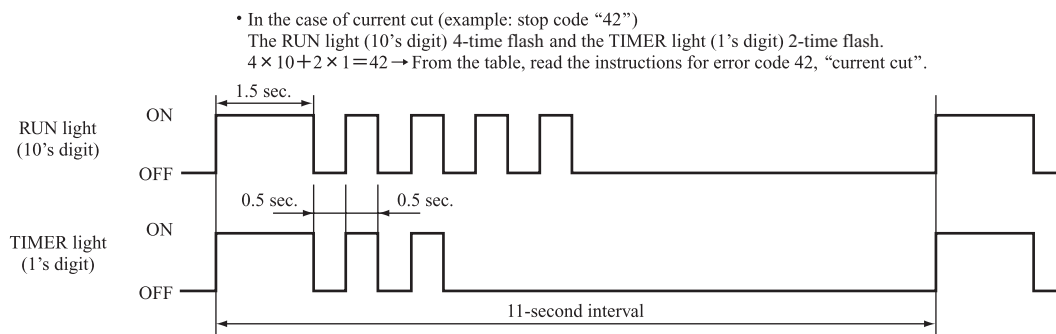 • In the case of current cut (example: stop code “42”)
The RUN light (10’s digit) 4-time flash and the TIMER light (1’s digit) 2-time flash.
4 × 10＋2 × 1＝42 → From the table, read the instructions for error code 42, “current cut”.
1.5 sec.
ON
RUN light
(10’s digit)
OFF
0.5 sec.
0.5 sec.
ON
TIMER light
(1’s digit)
OFF
11-second interval